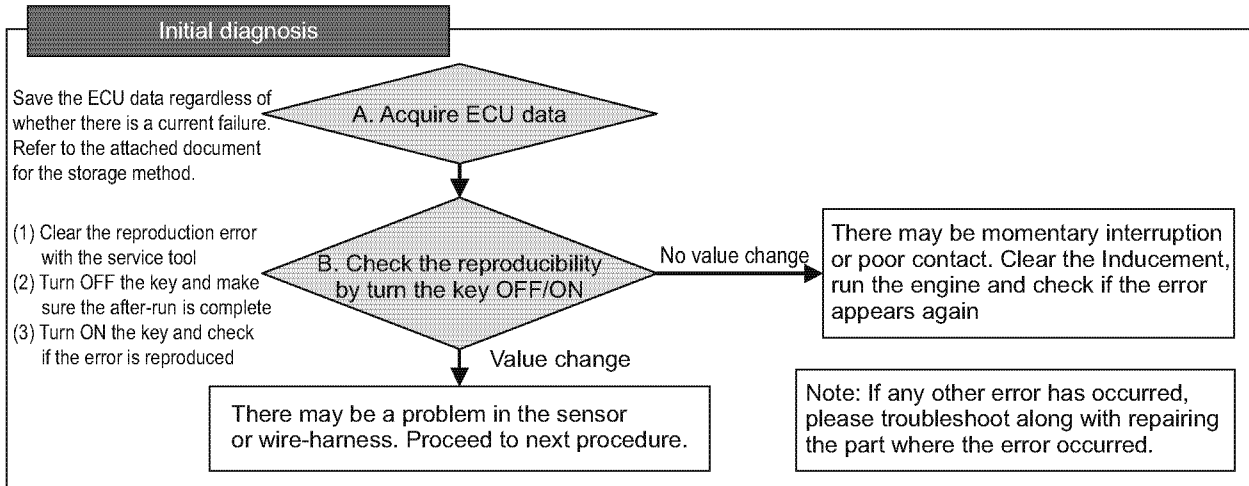 Initial diagnosis
Save the ECU data regardless of
whether there is a current failure.
Refer to the attached document
for the storage method.
A. Acquire ECU data
(1) Clear the reproduction error
with the service tool
(2) Turn OFF the key and make
sure the after-run is complete
(3) Turn ON the key and check
if the error is reproduced
B. Check the reproducibility
by turn the key OFF/ON
No value change
There may be momentary interruption
or poor contact. Clear the Inducement,
run the engine and check if the error
appears again
Value change
There may be a problem in the sensor
or wire-harness. Proceed to next procedure.
Note: If any other error has occurred,
please troubleshoot along with repairing
the part where the error occurred.